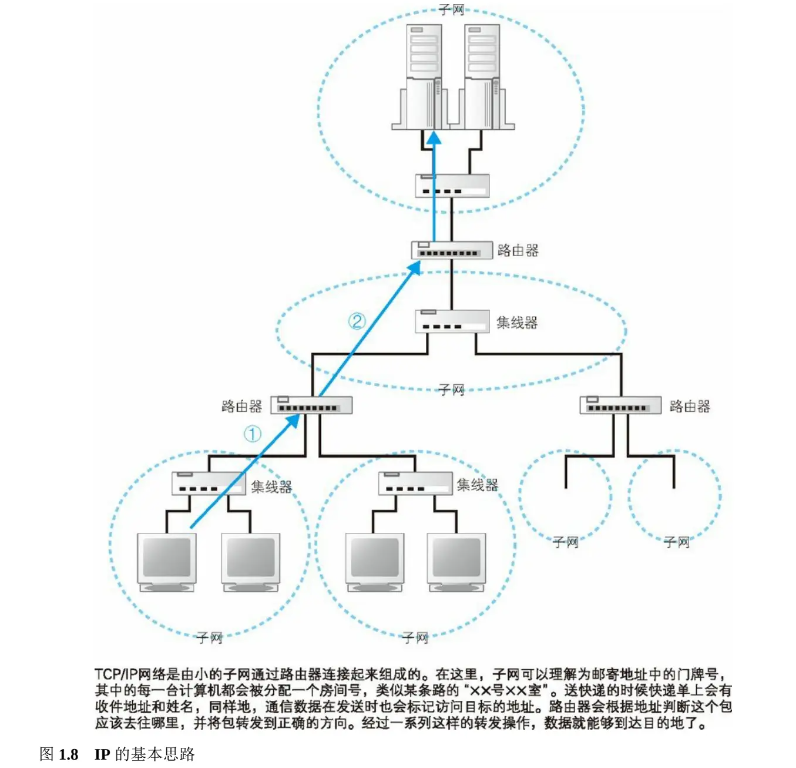 子网
路由器
集线器
②
子网
路由器
路由器
①
集线器
集线器
子网
子网
子网
子网
TCP/IP网络是由小的子网通过路由器连接起来组成的。在这里，子网可以理解为邮寄地址中的门牌号，
其中的每一台计算机都会被分配一个房间号，类似某条路的“××号××室”。送快递的时候快递单上会有
收件地址和姓名，同样地，通信数据在发送时也会标记访问目标的地址。路由器会根据地址判断这个包
应该去往哪里，并将包转发到正确的方向。经过一系列这样的转发操作，数据就能够到达目的地了。
图 1.8 IP 的基本思路